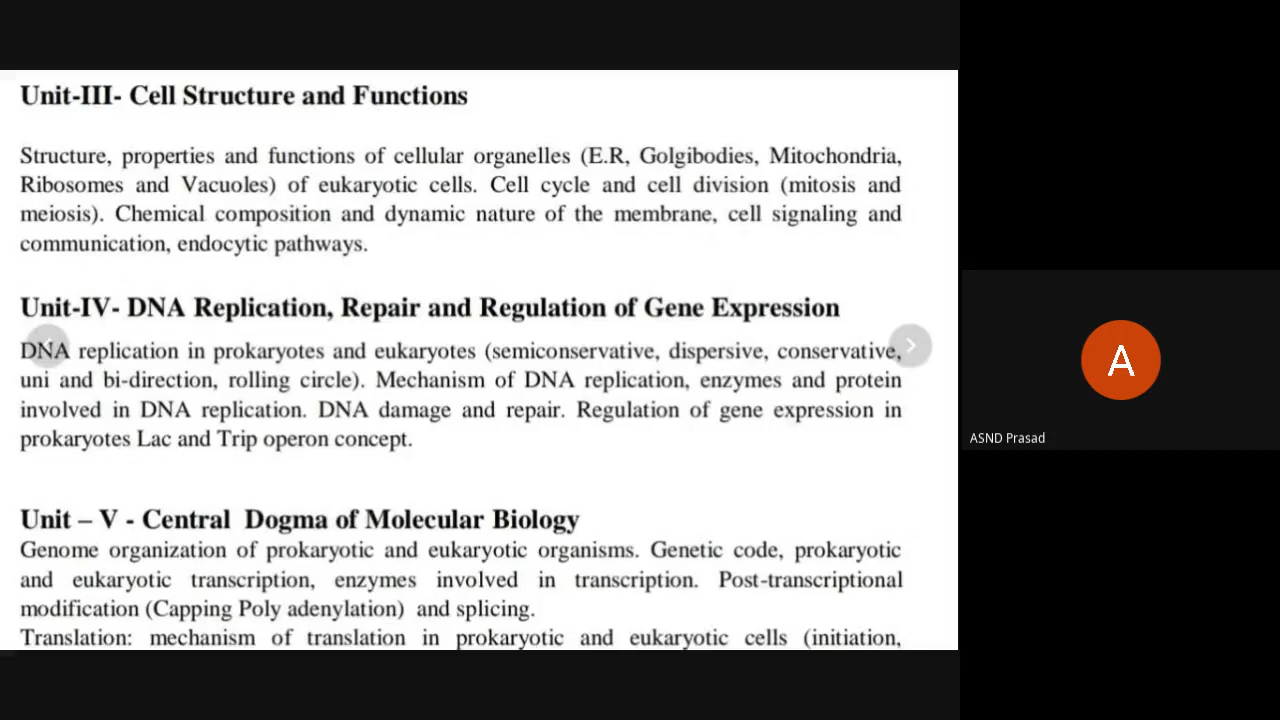 Unit-III- Cell Structure and Functions
Structure, properties and functions of cellular organelles (E.R, Golgibodies, Mitochondria,
Ribosomes and Vacuoles) of eukaryotic cells. Cell cycle and cell division (mitosis and
meiosis). Chemical composition and dynamic nature of the membrane, cell signaling and
communication, endocytic pathways.
Unit-IV- DNA Replication, Repair and Regulation of Gene Expression
DNA replication in prokaryotes and eukaryotes (semiconservative, dispersive, conservative,
uni and bi-direction, rolling circle). Mechanism of DNA replication, enzymes and protein
involved in DNA replication. DNA damage and repair. Regulation of gene expression in
prokaryotes Lac and Trip operon concept.
Unit – V - Central Dogma of Molecular Biology
Genome organization of prokaryotic and eukaryotic organisms. Genetic code, prokaryotic
and eukaryotic transcription, enzymes involved in transcription. Post-transcriptional
modification (Capping Poly adenylation) and splicing.
Translation: mechanism of translation in prokaryotic and eukaryotic cells (initiation,
A
ASND Prasad